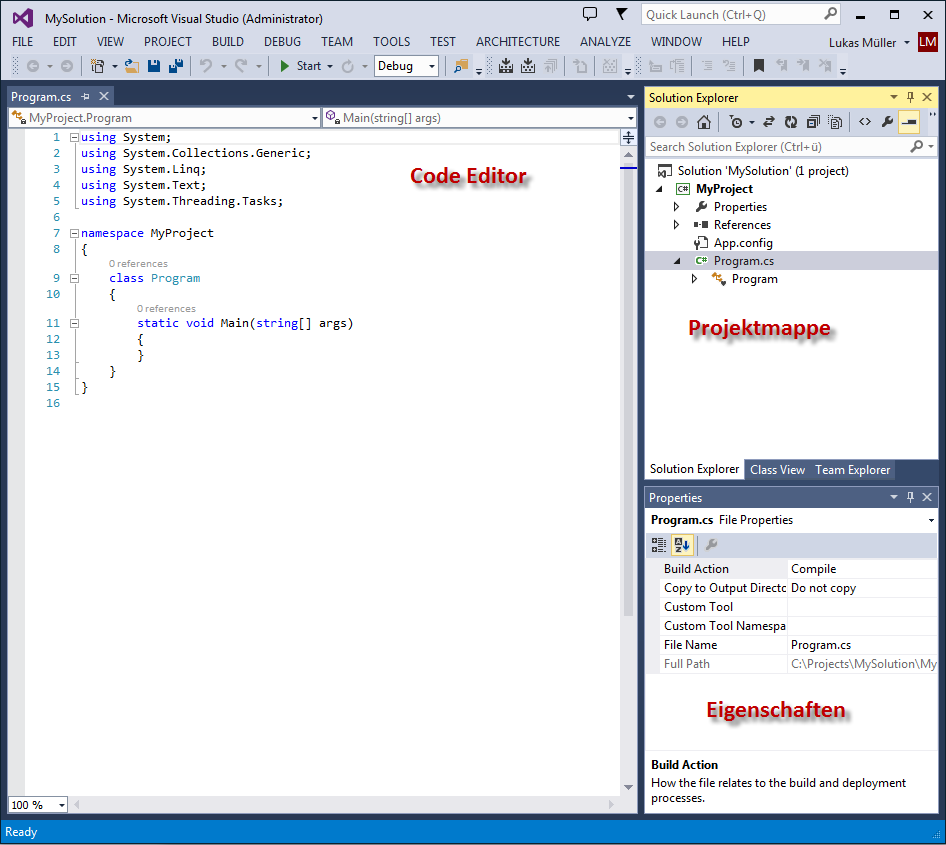 MySolution - Microsoft Visual Studio (Administrator)
Quick Launch (Ctrl+Q)
FILE EDIT VIEW PROJECT BUILD DEBUG TEAM TOOLS TEST ARCHITECTURE ANALYZE WINDOW HELP
Lukas Müller LM
Start Debug
Program.cs
MyProject.Program Main(string[] args)
1 using System;
2 using System.Collections.Generic;
3 using System.Linq;
4 using System.Text;
5 using System.Threading.Tasks;
6
7 namespace MyProject
8 {
0 references
9 class Program
10 {
0 references
11 static void Main(string[] args)
12 {
13 }
14 }
15 }
16
Code Editor
100 %
Solution Explorer
Search Solution Explorer (Ctrl+ü)
Solution 'MySolution' (1 project)
C# MyProject
Properties
References
App.config
C# Program.cs
Program
Projektmappe
Solution Explorer Class View Team Explorer
Properties
Program.cs File Properties
Build Action Compile
Copy to Output Directo Do not copy
Custom Tool
Custom Tool Namespa
File Name Program.cs
Full Path C:\Projects\MySolution\My
Eigenschaften
Build Action
How the file relates to the build and deployment
processes.
Ready